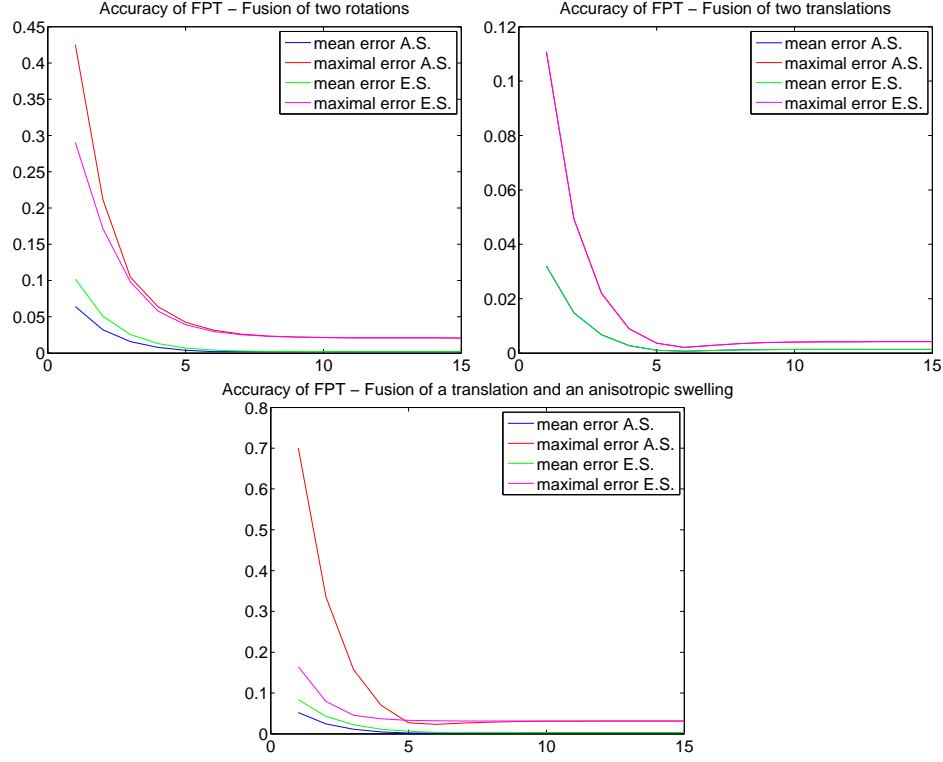 Accuracy of FPT − Fusion of two rotations
0.45
0.4
0.35
0.3
0.25
0.2
0.15
0.1
0.05
0
0 5 10 15
mean error A.S.
maximal error A.S.
mean error E.S.
maximal error E.S.
Accuracy of FPT − Fusion of two translations
0.12
0.1
0.08
0.06
0.04
0.02
0
0 5 10 15
mean error A.S.
maximal error A.S.
mean error E.S.
maximal error E.S.
Accuracy of FPT − Fusion of a translation and an anisotropic swelling
0.8
0.7
0.6
0.5
0.4
0.3
0.2
0.1
0
0 5 10 15
mean error A.S.
maximal error A.S.
mean error E.S.
maximal error E.S.